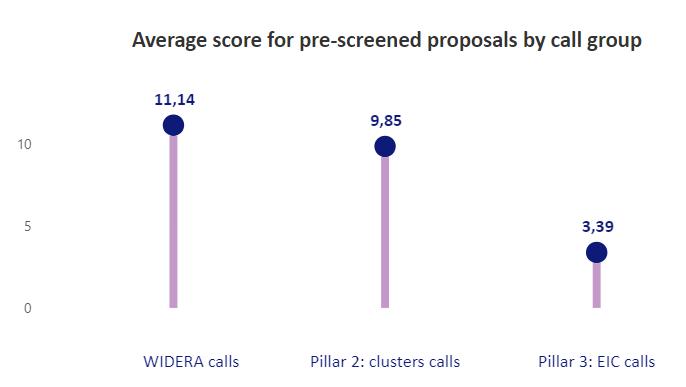 Average score for pre-screened proposals by call group
11,14
9,85
3,39
10
5
0
WIDERA calls
Pillar 2: clusters calls
Pillar 3: EIC calls